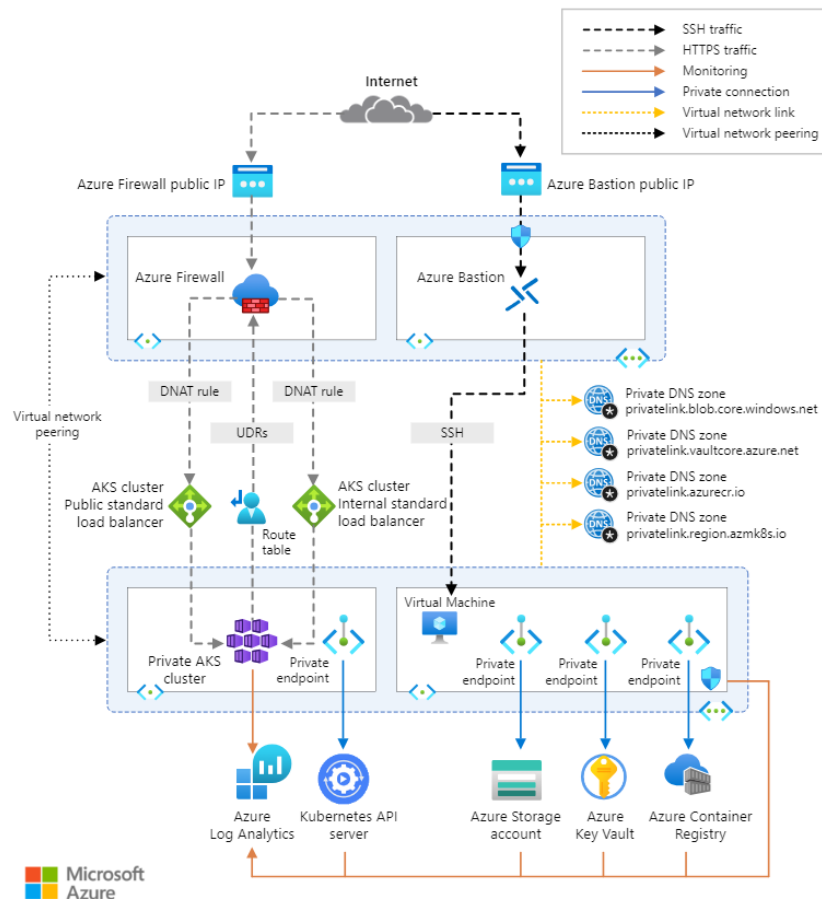 SSH traffic
HTTPS traffic
Monitoring
Private connection
Virtual network link
Virtual network peering
Internet
Azure Firewall public IP
Azure Bastion public IP
Azure Firewall
Azure Bastion
DNAT rule
DNAT rule
Virtual network
peering
UDRs
SSH
DNS
Private DNS zone
privatelink.blob.core.windows.net
DNS
Private DNS zone
privatelink.vaultcore.azure.net
DNS
Private DNS zone
privatelink.azurecr.io
DNS
Private DNS zone
privatelink.region.azmk8s.io
AKS cluster
Public standard
load balancer
Route
table
AKS cluster
Internal standard
load balancer
Private AKS
cluster
Private
endpoint
Virtual Machine
Private
endpoint
Private
endpoint
Private
endpoint
Azure
Log Analytics
Kubernetes API
server
Azure Storage
account
Azure
Key Vault
Azure Container
Registry
Microsoft
Azure